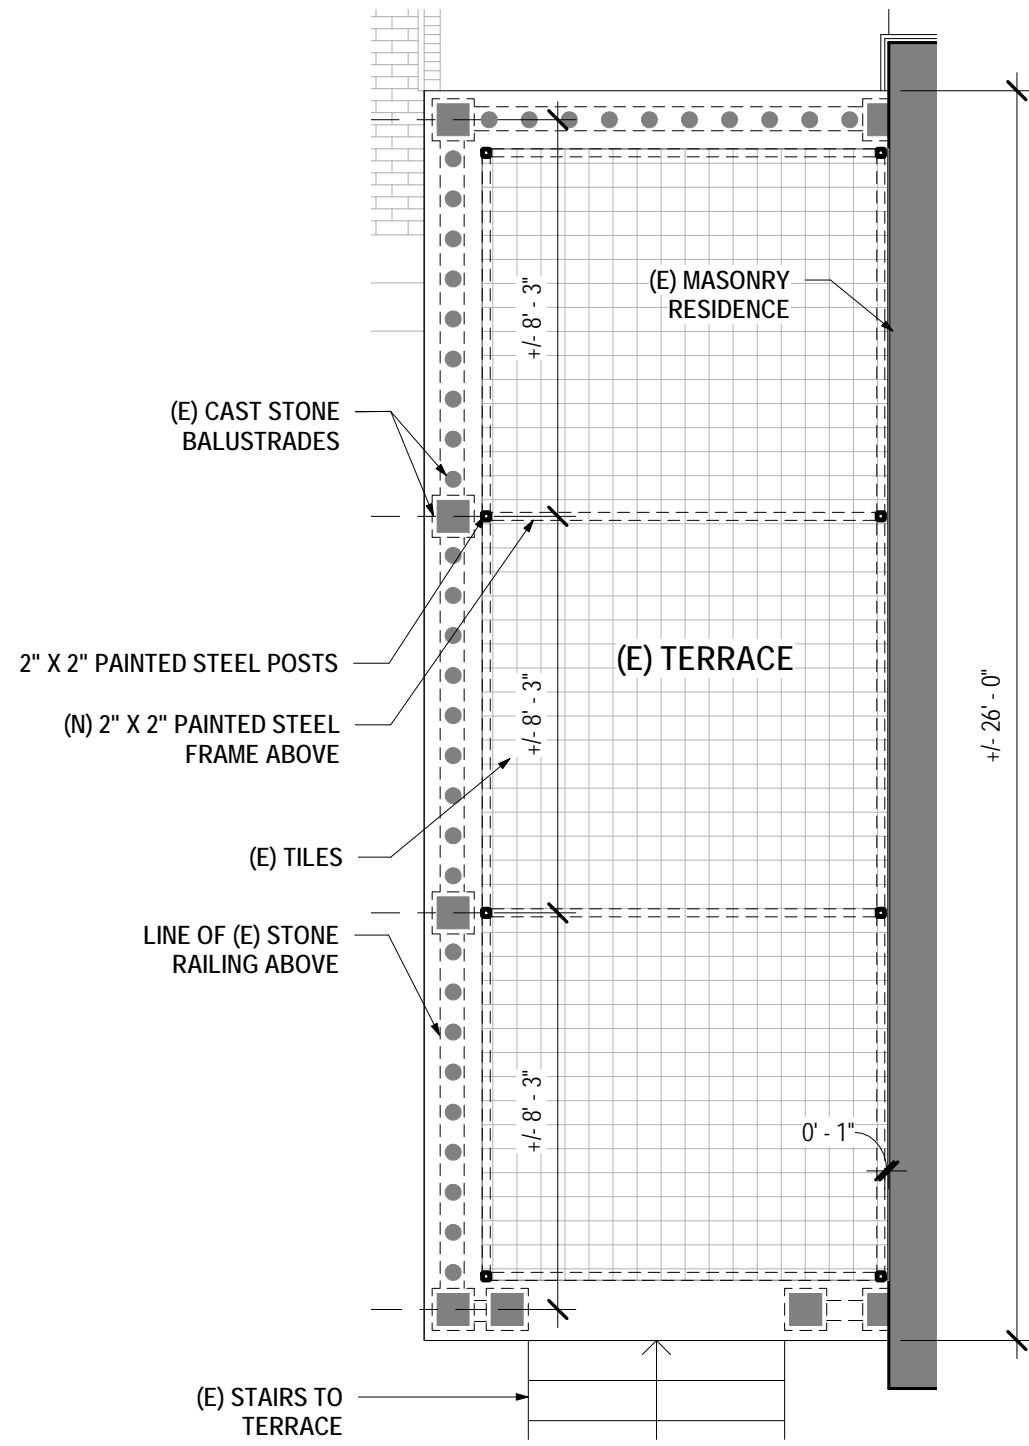 +/- 8' - 3"
(E) MASONRY
RESIDENCE
(E) CAST STONE
BALUSTRADES
2" X 2" PAINTED STEEL POSTS
(E) TERRACE
+/- 8' - 3"
+/- 26' - 0"
(N) 2" X 2" PAINTED STEEL
FRAME ABOVE
(E) TILES
LINE OF (E) STONE
RAILING ABOVE
+/- 8' - 3"
0' - 1"
(E) STAIRS TO
TERRACE